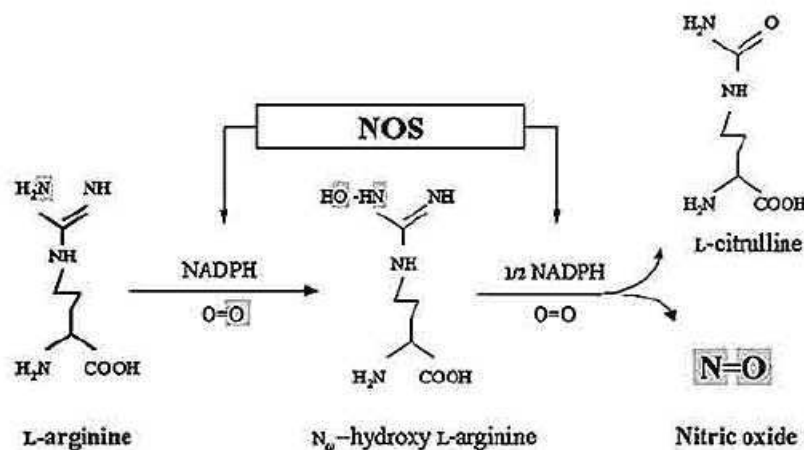 NOS
H₂N NH
NH
H₂N COOH
L-arginine
NADPH
O=O
HO-HN NH
NH
H₂N COOH
Nω-hydroxy L-arginine
1/2 NADPH
O=O
H₂N O
NH
H₂N COOH
L-citrulline
N=O
Nitric oxide